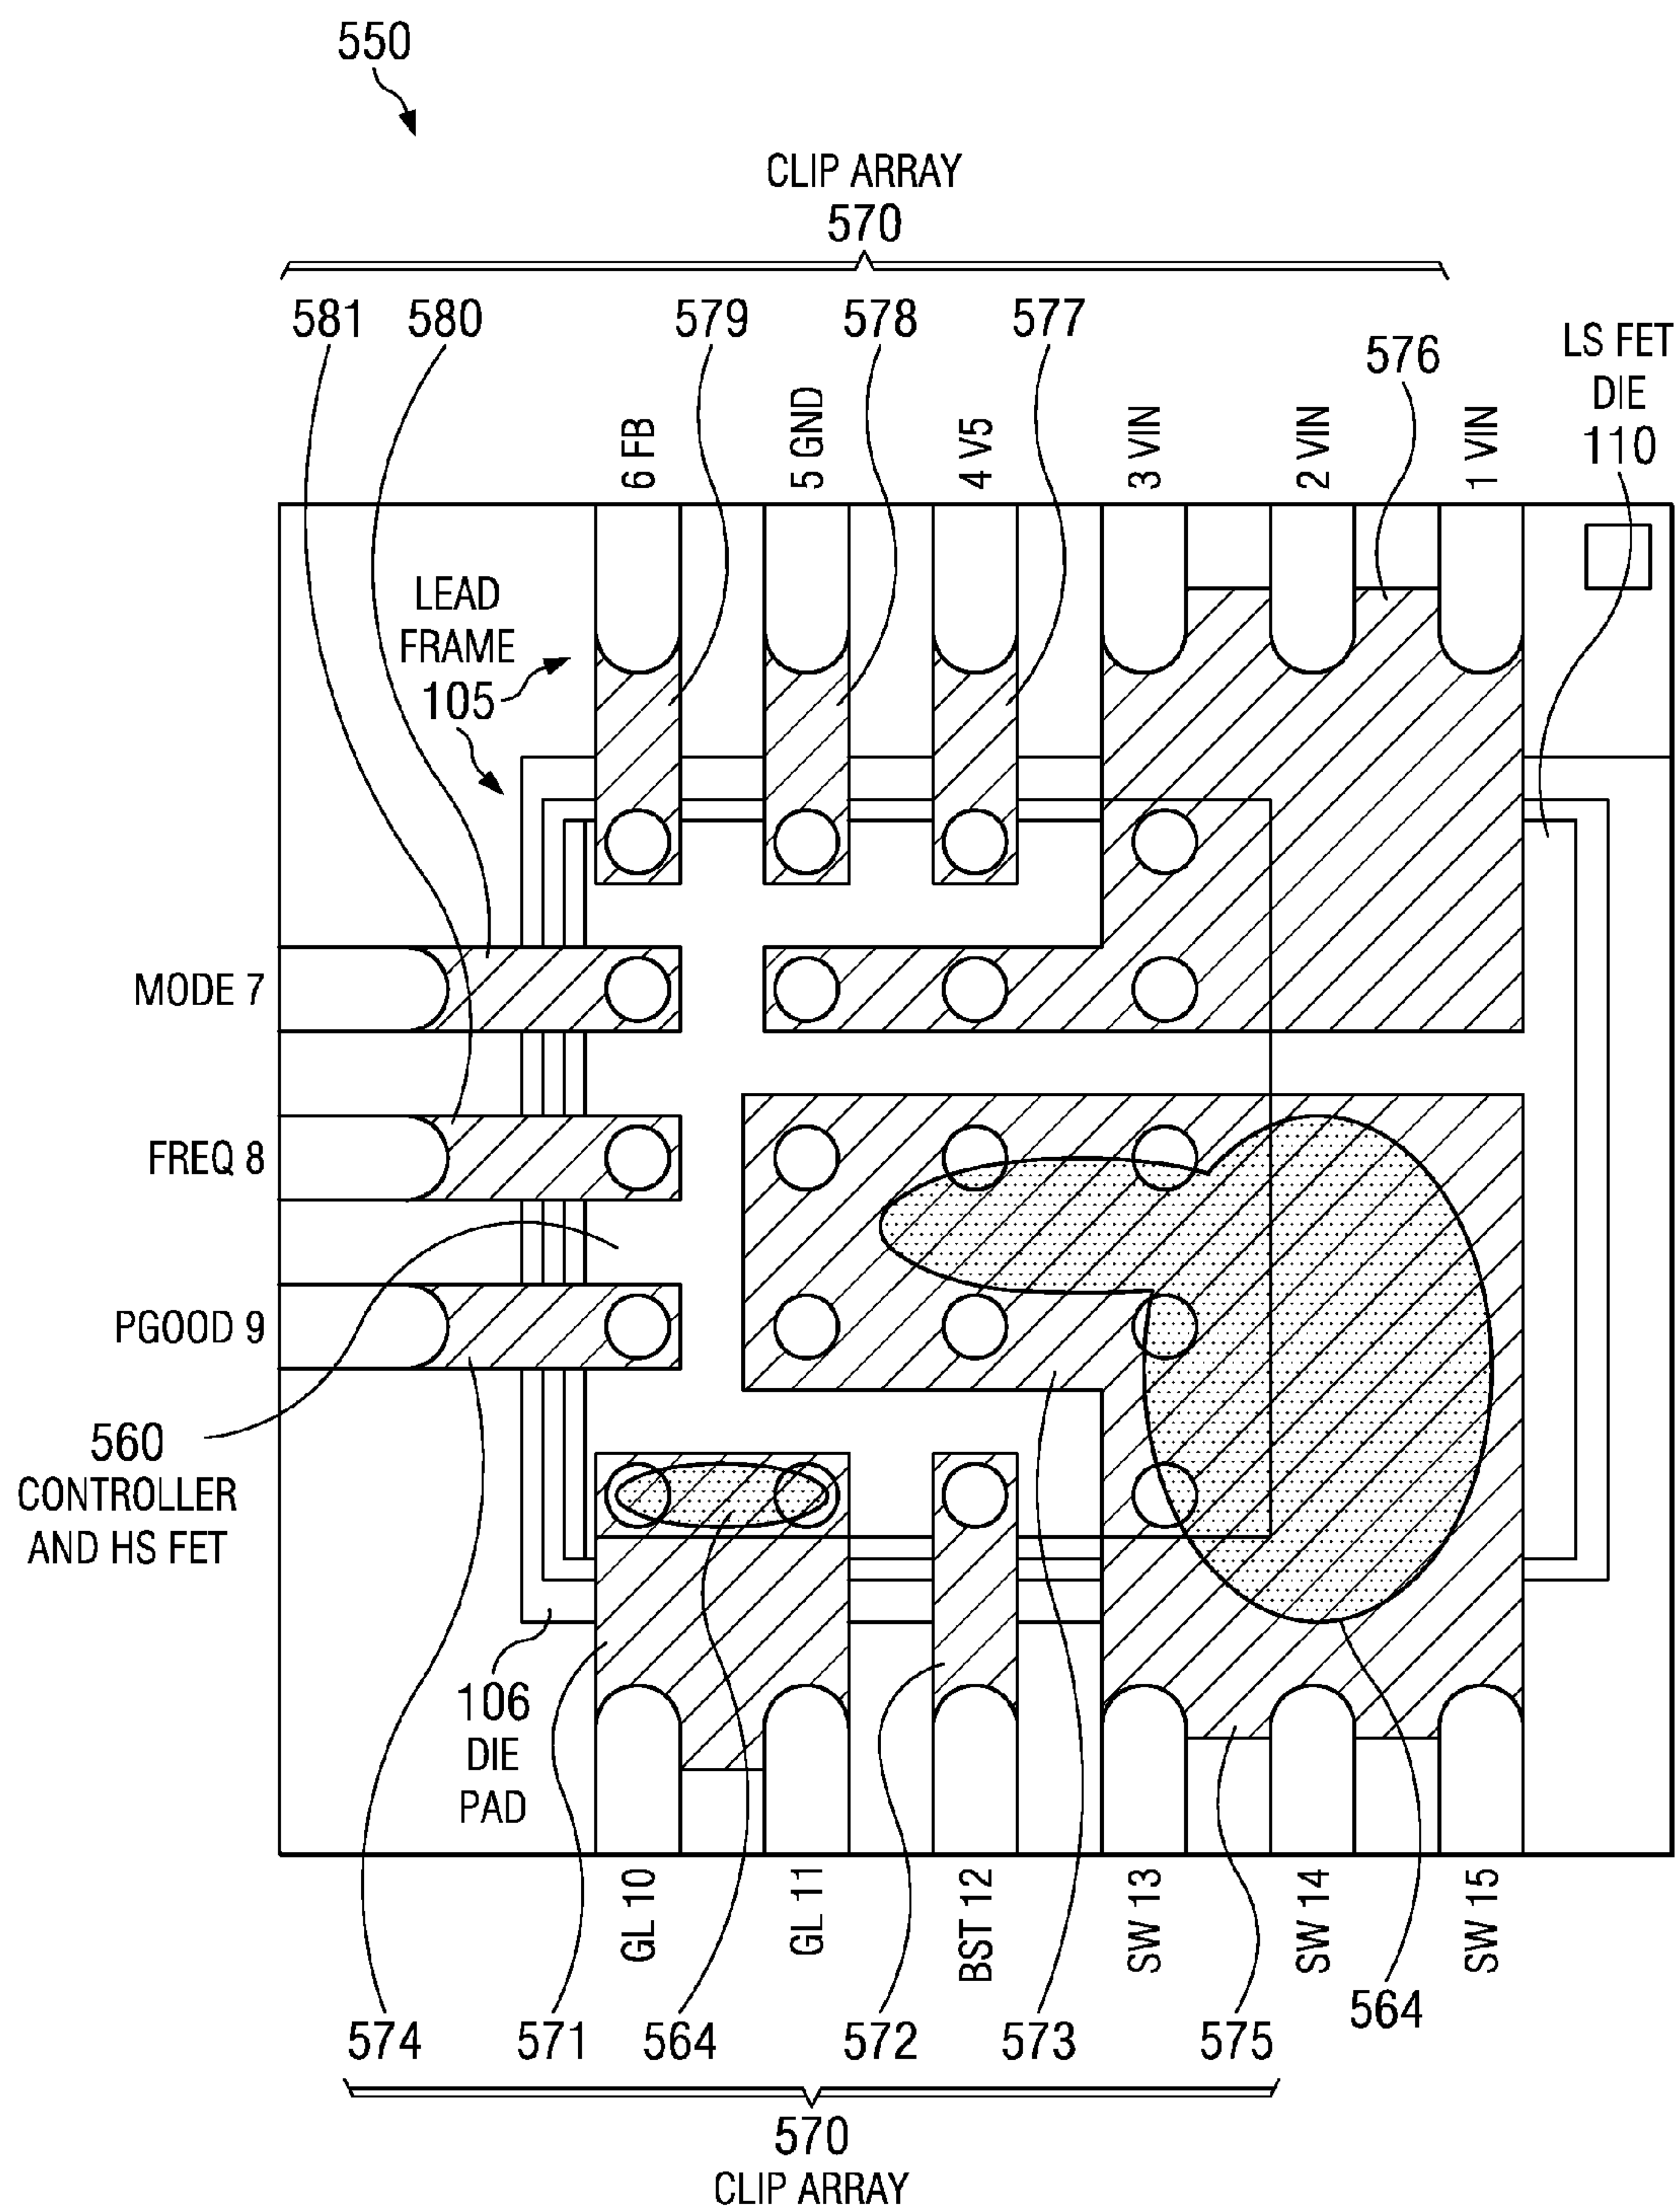 550
CLIP ARRAY
570
581
580
579
578
577
576
LS FET
DIE
110
6 FB
5 GND
4 V5
3 VIN
2 VIN
1 VIN
LEAD
FRAME
105
MODE 7
FREQ 8
PGOOD 9
560
CONTROLLER
AND HS FET
106
DIE
PAD
GL 10
GL 11
BST 12
SW 13
SW 14
SW 15
574
571
564
572
573
575
564
570
CLIP ARRAY